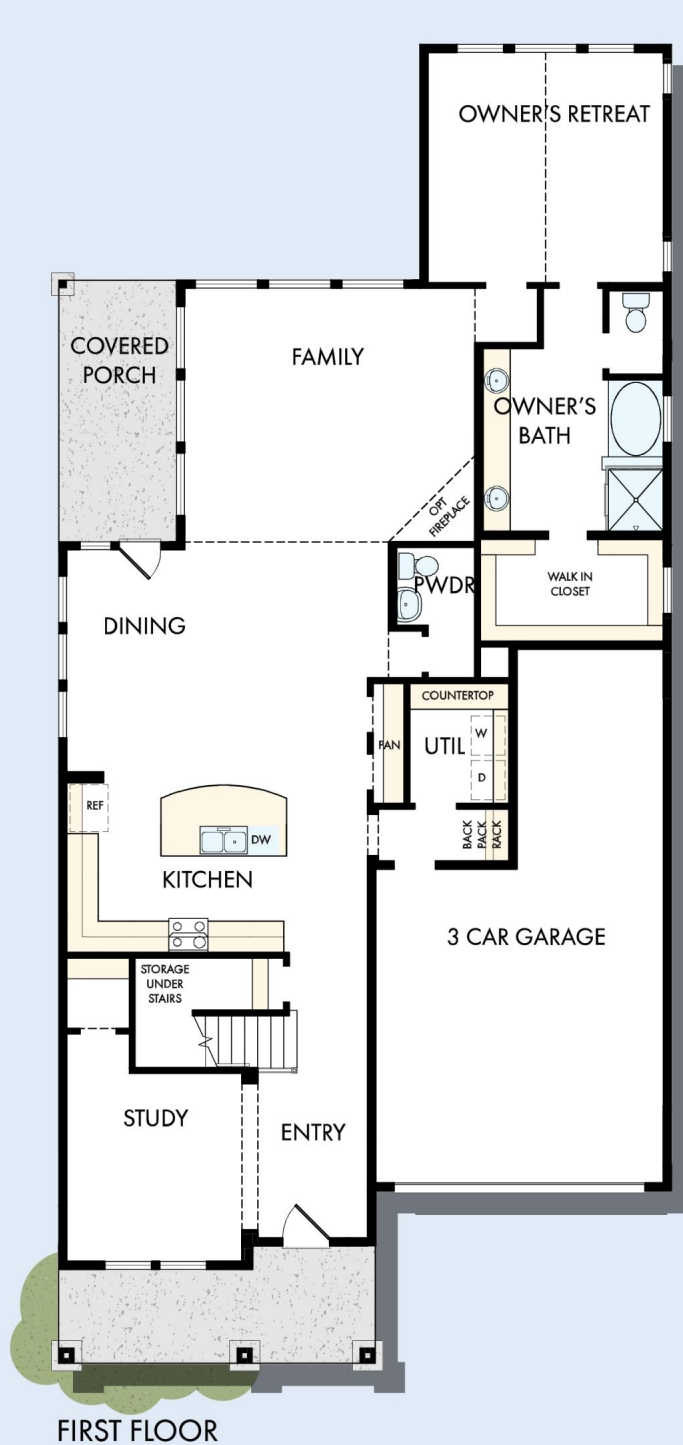 OWNER'S RETREAT
COVERED
PORCH
FAMILY
OWNER'S
BATH
OPT
FIREPLACE
WALK IN
CLOSET
PWDR
DINING
COUNTERTOP
PAN
UTIL
W
D
REF
DW
BACK
PACK
RACK
KITCHEN
3 CAR GARAGE
STORAGE
UNDER
STAIRS
STUDY
ENTRY
FIRST FLOOR